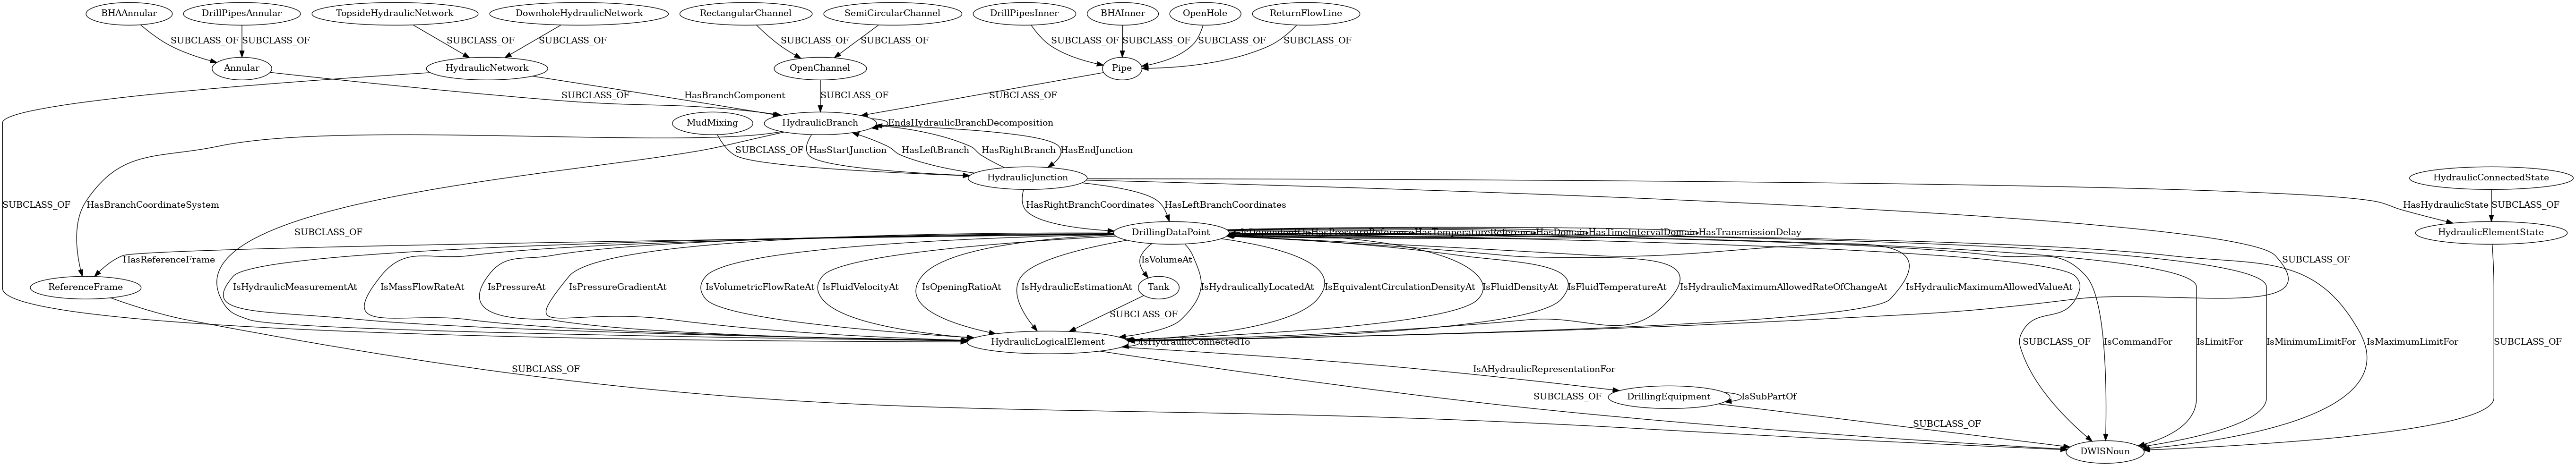 BHAAnnular
DrillPipesAnnular
TopsideHydraulicNetwork
DownholeHydraulicNetwork
RectangularChannel
SemiCircularChannel
DrillPipesInner
BHAInner
OpenHole
ReturnFlowLine
SUBCLASS_OF
SUBCLASS_OF
SUBCLASS_OF
SUBCLASS_OF
SUBCLASS_OF
SUBCLASS_OF
SUBCLASS_OF
SUBCLASS_OF
SUBCLASS_OF
SUBCLASS_OF
Annular
HydraulicNetwork
OpenChannel
Pipe
SUBCLASS_OF
HasBranchComponent
SUBCLASS_OF
SUBCLASS_OF
MudMixing
HydraulicBranch
EndsHydraulicBranchDecomposition
SUBCLASS_OF
HasStartJunction
HasLeftBranch
HasRightBranch
HasEndJunction
HydraulicJunction
HydraulicConnectedState
SUBCLASS_OF
HasBranchCoordinateSystem
HasRightBranchCoordinates
HasLeftBranchCoordinates
HasHydraulicState
SUBCLASS_OF
SUBCLASS_OF
DrillingDataPoint
HasPressureReference
HasTemperatureReference
HasDomain
HasTimeIntervalDomain
HasTransmissionDelay
HydraulicElementState
HasReferenceFrame
IsVolumeAt
SUBCLASS_OF
ReferenceFrame
IsHydraulicMeasurementAt
IsMassFlowRateAt
IsPressureAt
IsPressureGradientAt
IsVolumetricFlowRateAt
IsFluidVelocityAt
IsOpeningRatioAt
IsHydraulicEstimationAt
Tank
IsHydraulicallyLocatedAt
IsEquivalentCirculationDensityAt
IsFluidDensityAt
IsFluidTemperatureAt
IsHydraulicMaximumAllowedRateOfChangeAt
IsHydraulicMaximumAllowedValueAt
SUBCLASS_OF
HydraulicLogicalElement
IsHydraulicConnectedTo
SUBCLASS_OF
IsCommandFor
IsLimitFor
IsMinimumLimitFor
IsMaximumLimitFor
SUBCLASS_OF
SUBCLASS_OF
IsAHydraulicRepresentationFor
SUBCLASS_OF
DrillingEquipment
IsSubPartOf
SUBCLASS_OF
DWISNoun